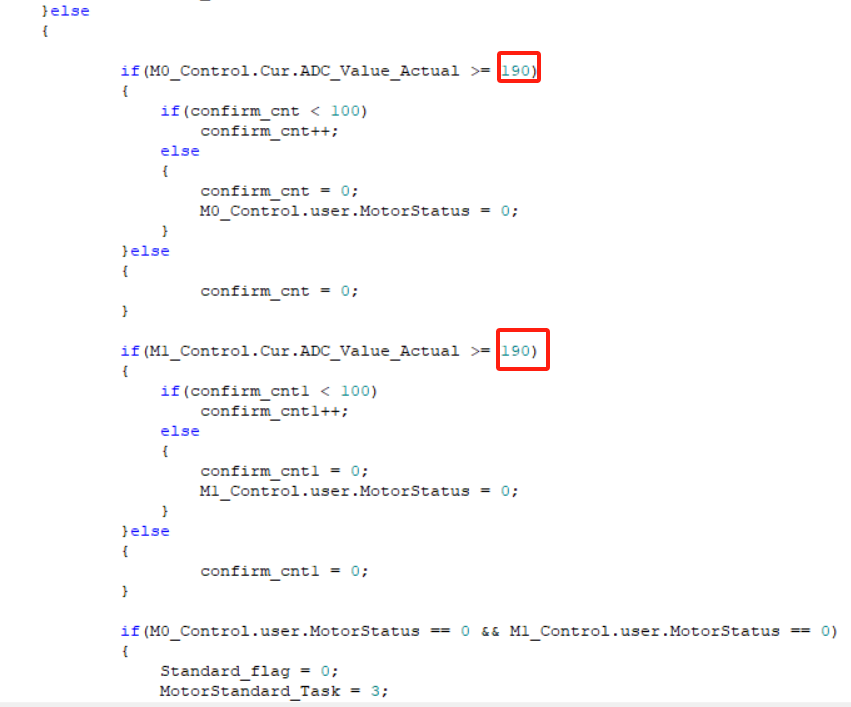 }else
{
if(M0_Control.Cur.ADC_Value_Actual >= 190)
{
if(confirm_cnt < 100)
confirm_cnt++;
else
{
confirm_cnt = 0;
M0_Control.user.MotorStatus = 0;
}
}else
{
confirm_cnt = 0;
}
if(M1_Control.Cur.ADC_Value_Actual >= 190)
{
if(confirm_cnt1 < 100)
confirm_cnt1++;
else
{
confirm_cnt1 = 0;
M1_Control.user.MotorStatus = 0;
}
}else
{
confirm_cnt1 = 0;
}
if(M0_Control.user.MotorStatus == 0 && M1_Control.user.MotorStatus == 0)
{
Standard_flag = 0;
MotorStandard_Task = 3;